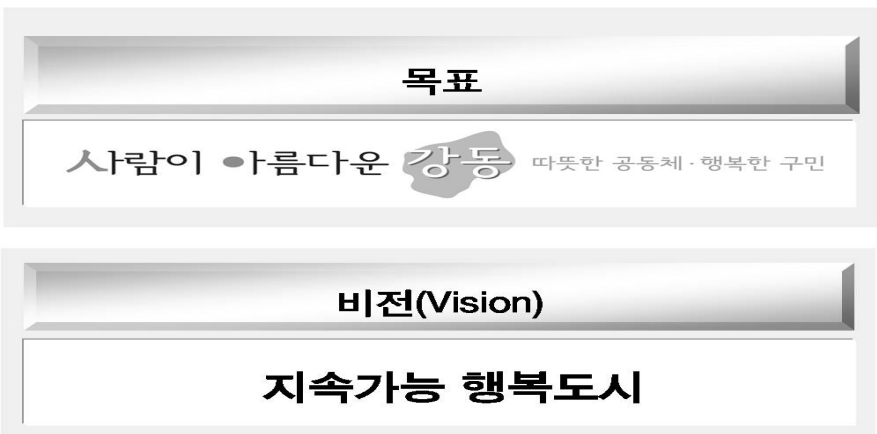 목표
사람이 아름다운 강동 따뜻한 공동체·행복한 구민
비전(Vision)
지속가능 행복도시